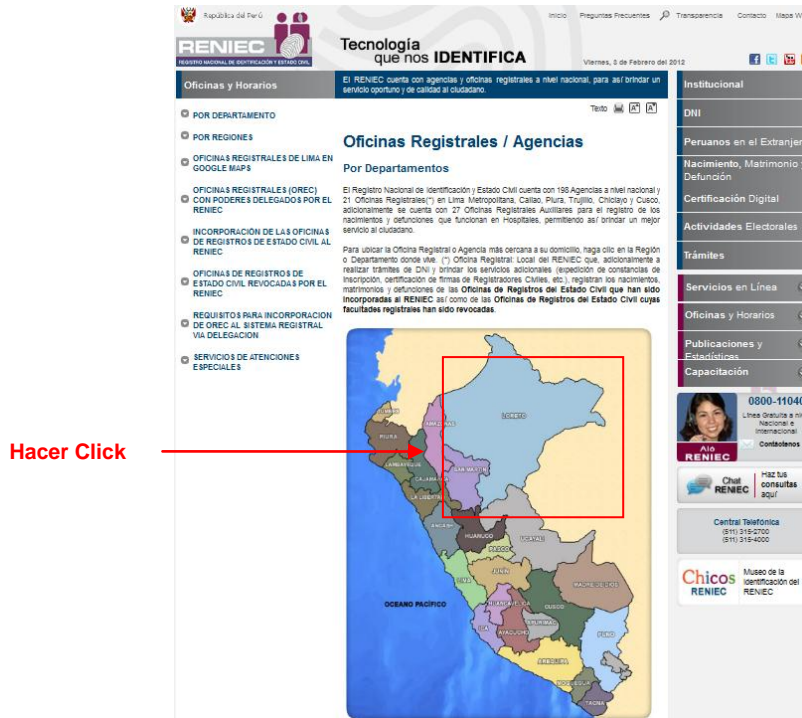 República del Perú
Inicio Preguntas Frecuentes Transparencia Contacto Mapa W
RENIEC
REGISTRO NACIONAL DE IDENTIFICACIÓN Y ESTADO CIVIL
Tecnología
que nos IDENTIFICA
Viernes, 3 de Febrero del 2012
Oficinas y Horarios
POR DEPARTAMENTO
POR REGIONES
OFICINAS REGISTRALES DE LIMA EN
GOOGLE MAPS
OFICINAS REGISTRALES (OREC)
CON PODERES DELEGADOS POR EL
RENIEC
INCORPORACIÓN DE LAS OFICINAS
DE REGISTROS DE ESTADO CIVIL AL
RENIEC
OFICINAS DE REGISTROS DE
ESTADO CIVIL REVOCADAS POR EL
RENIEC
REQUISITOS PARA INCORPORACION
DE OREC AL SISTEMA REGISTRAL
VIA DELEGACION
SERVICIOS DE ATENCIONES
ESPECIALES
El RENIEC cuenta con agencias y oficinas registrales a nivel nacional, para así brindar un
servicio oportuno y de calidad al ciudadano.
Texto
Oficinas Registrales / Agencias
Por Departamentos
El Registro Nacional de Identificación y Estado Civil cuenta con 198 Agencias a nivel nacional y
21 Oficinas Registrales(*) en Lima Metropolitana, Callao, Piura, Trujillo, Chiclayo y Cusco,
adicionalmente se cuenta con 27 Oficinas Registrales Auxiliares para el registro de los
nacimientos y defunciones que funcionan en Hospitales, permitiendo así brindar un mejor
servicio al ciudadano.
Para ubicar la Oficina Registral o Agencia más cercana a su domicilio, haga clic en la Región
o Departamento donde vive. (*) Oficina Registral: Local del RENIEC que, adicionalmente a
realizar trámites de DNI y brindar los servicios adicionales (expedición de constancias de
inscripción, certificación de firmas de Registradores Civiles, etc.), registran los nacimientos,
matrimonios y defunciones de las Oficinas de Registros del Estado Civil que han sido
incorporadas al RENIEC así como de las Oficinas de Registros del Estado Civil cuyas
facultades registrales han sido revocadas.
Hacer Click
TUMBES
PIURA
AMAZONAS
LORETO
LAMBAYEQUE
CAJAMARCA
SAN MARTÍN
LA LIBERTAD
ANCASH
HUANUCO
UCAYALI
PASCO
LIMA
JUNÍN
MADRE DE DIOS
OCEANO PACÍFICO
HUANCAVELICA
CUSCO
ICA
AYACUCHO
APURIMAC
PUNO
AREQUIPA
MOQUEGUA
TACNA
Institucional
DNI
Peruanos en el Extranjer
Nacimiento, Matrimonio y
Defunción
Certificación Digital
Actividades Electorales
Trámites
Servicios en Línea
Oficinas y Horarios
Publicaciones y
Estadísticas
Capacitación
Aló
RENIEC
0800-11040
Línea Gratuita a
Nacional e
Internacional
Contáctenos
Chat
RENIEC
Haz tus
consultas
aquí
Central Telefónica
(511) 315-2700
(511) 315-4000
Chicos
RENIEC
Museo de la
Identificación del
RENIEC